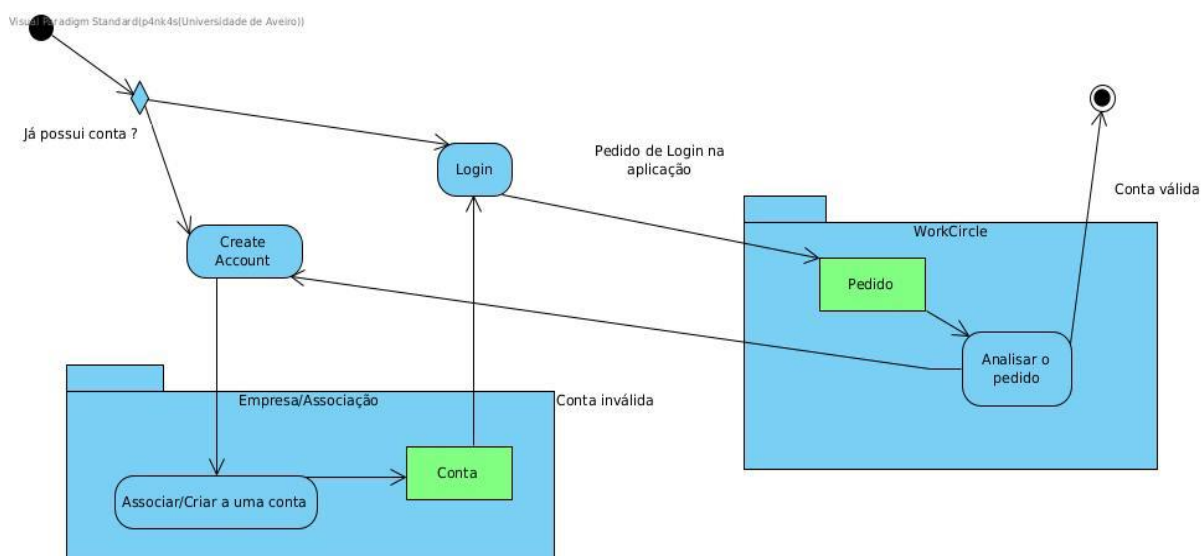 Visual Paradigm Standard(p4nk4s(Universidade de Aveiro))
Já possui conta ?
Login
Pedido de Login na
aplicação
Conta válida
Create
Account
WorkCircle
Pedido
Analisar o
pedido
Empresa/Associação
Conta inválida
Conta
Associar/Criar a uma conta